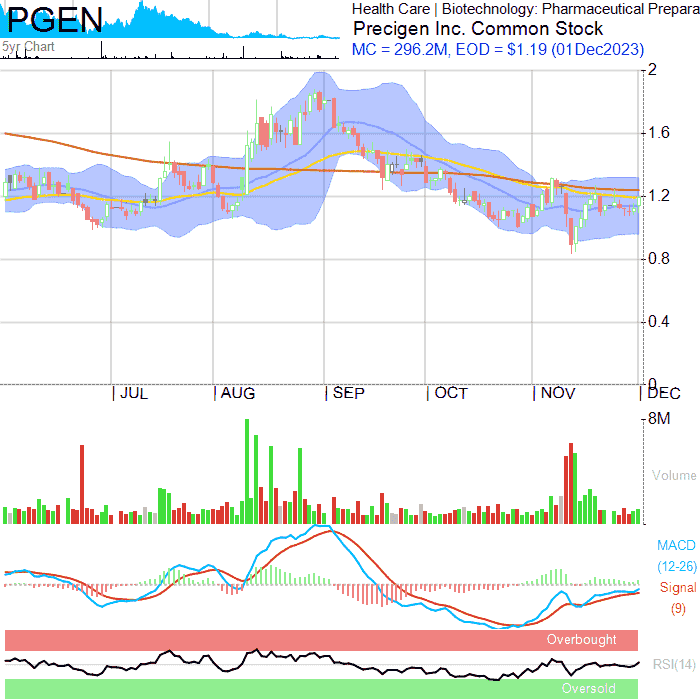 PGEN
Health Care | Biotechnology: Pharmaceutical Prepara
Precigen Inc. Common Stock
MC = 296.2M, EOD = $1.19 (01Dec2023)
5yr Chart
2
1.6
1.2
0.8
0.4
0
JUL AUG SEP OCT NOV DEC
8M
Volume
MACD
(12-26)
Signal
(9)
Overbought
RSI(14)
Oversold